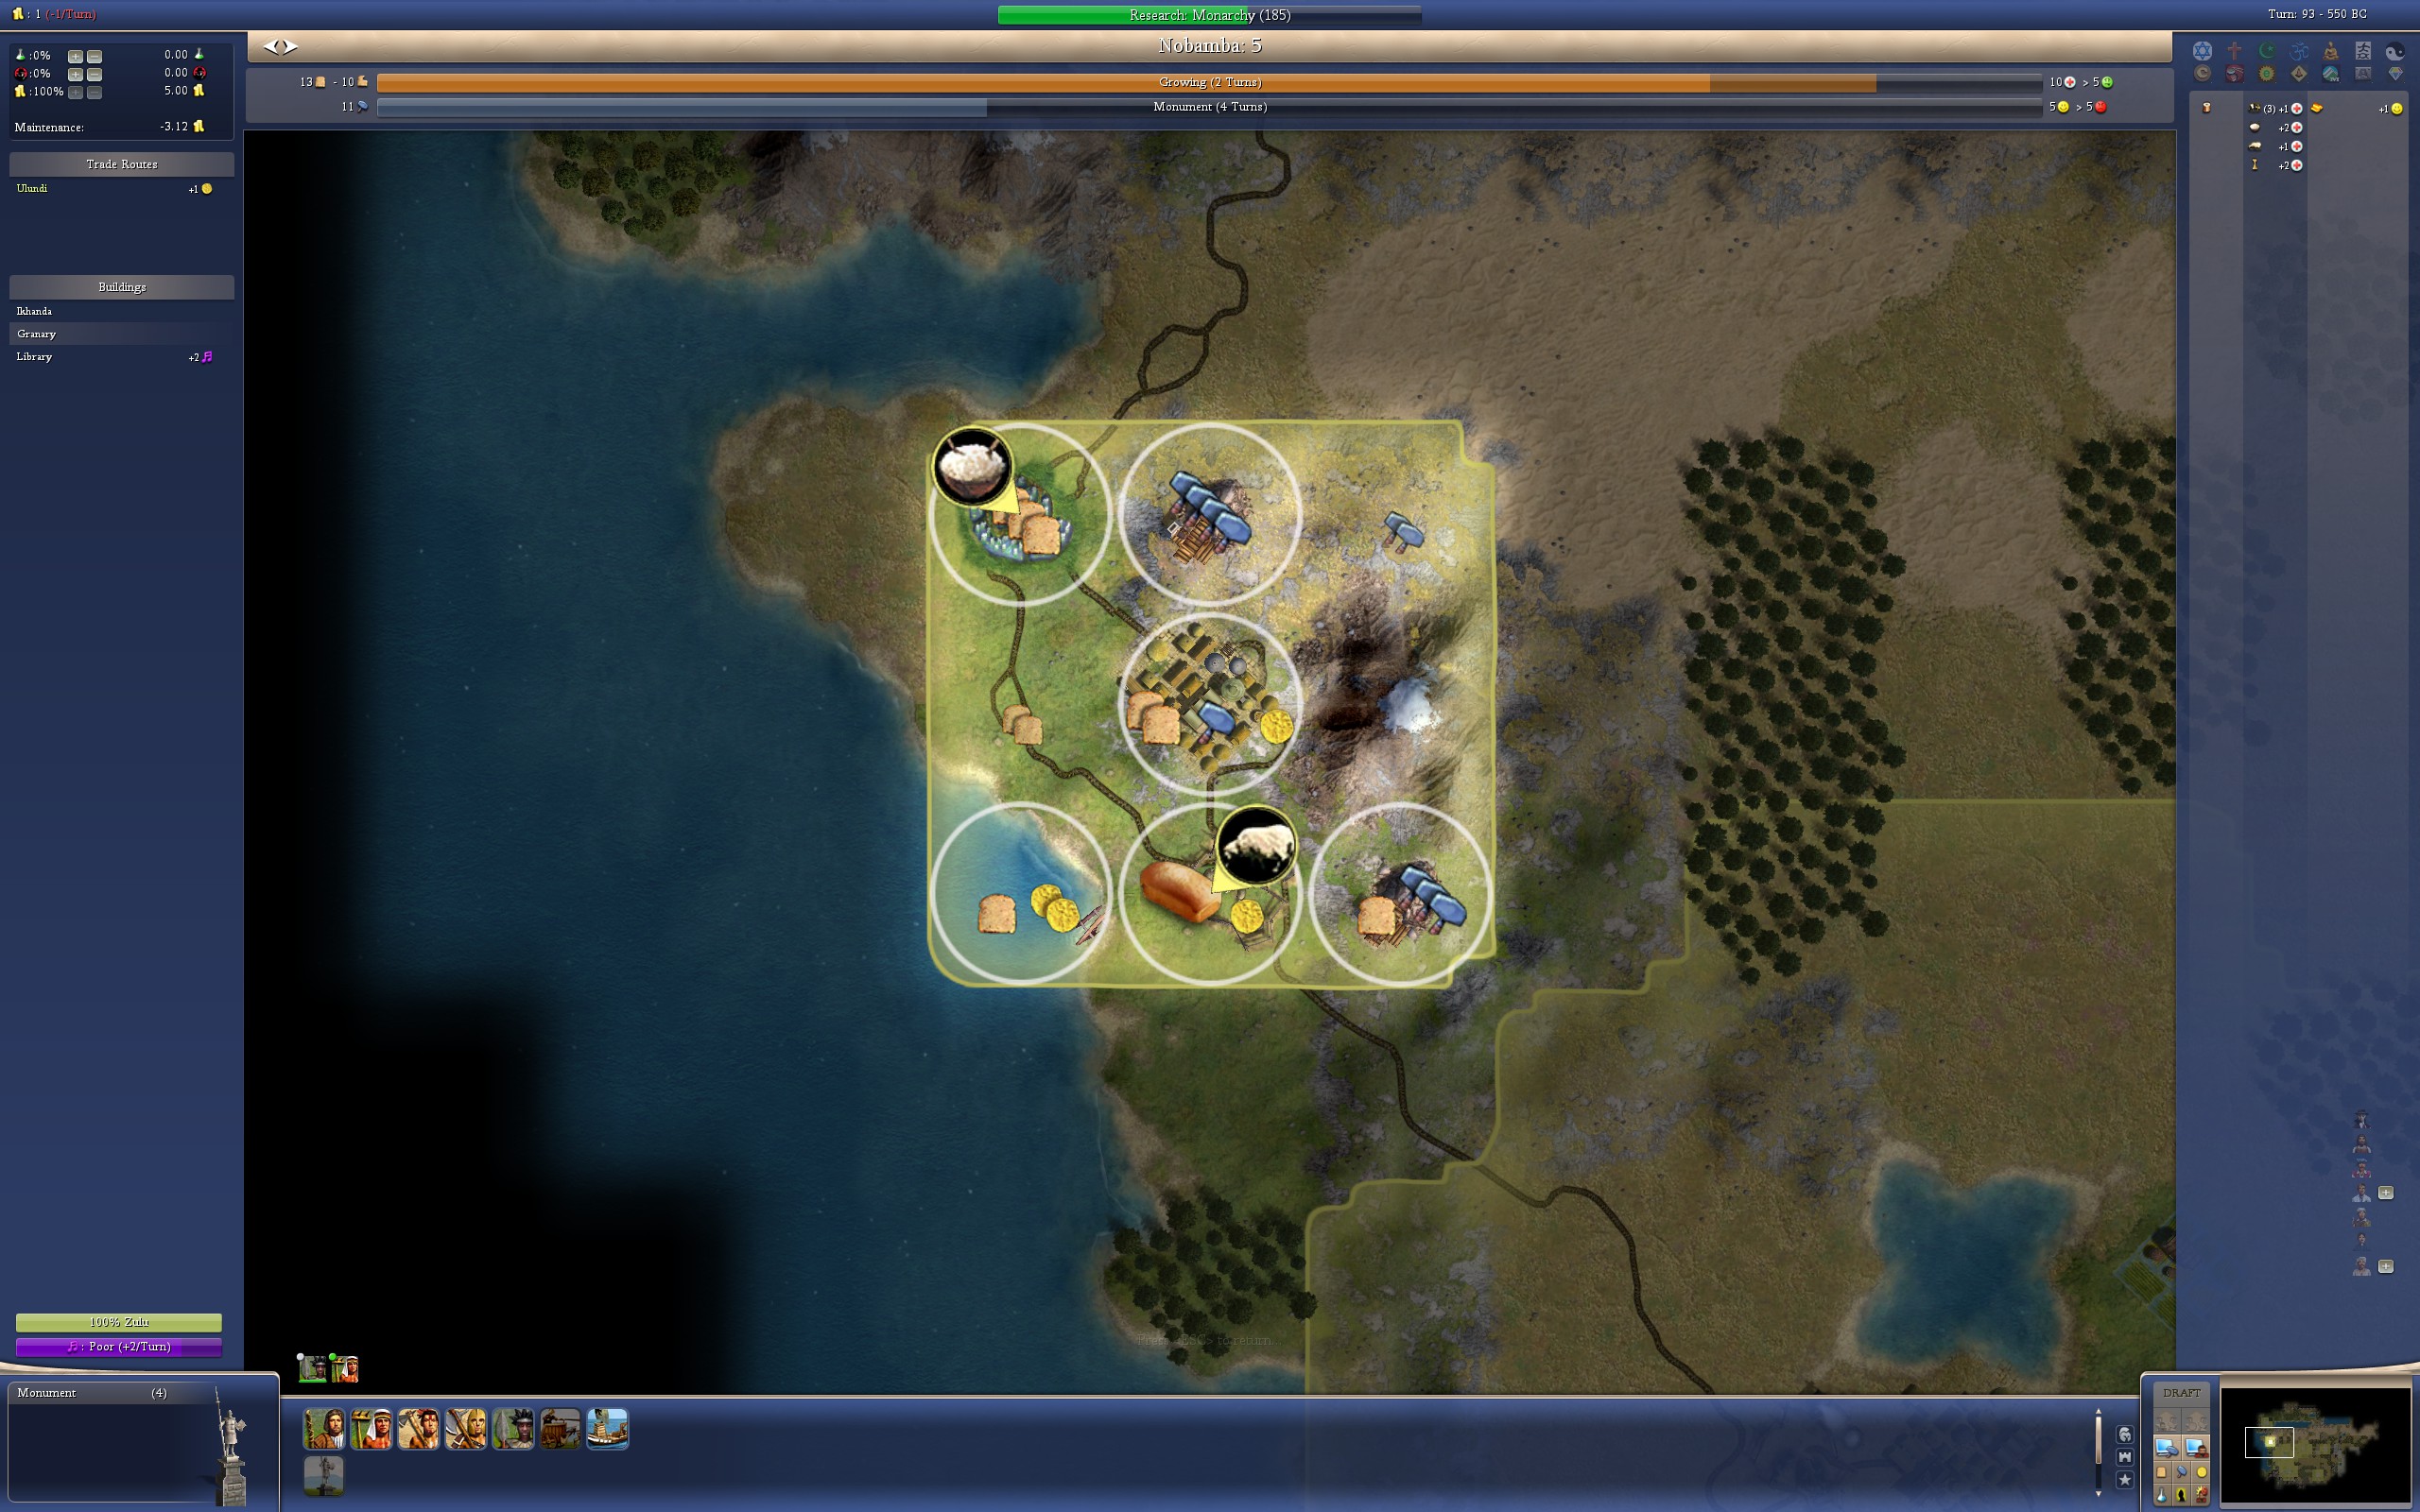 : 1 (-1/Turn)
Research: Monarchy (185)
Turn: 93 - 550 BC
Nobamba: 5
:0% 0.00
:0% 0.00
:100% 5.00
Maintenance: -3.12
13 - 10
Growing (2 Turns)
10 > 5
11
Monument (4 Turns)
5 > 5
(3) +1
+1
+2
+1
+2
Trade Routes
Ulundi +1
Buildings
Ikhanda
Granary
Library +2
100% Zulu
: Poor (+2/Turn)
to return.
Monument (4)
DRAFT